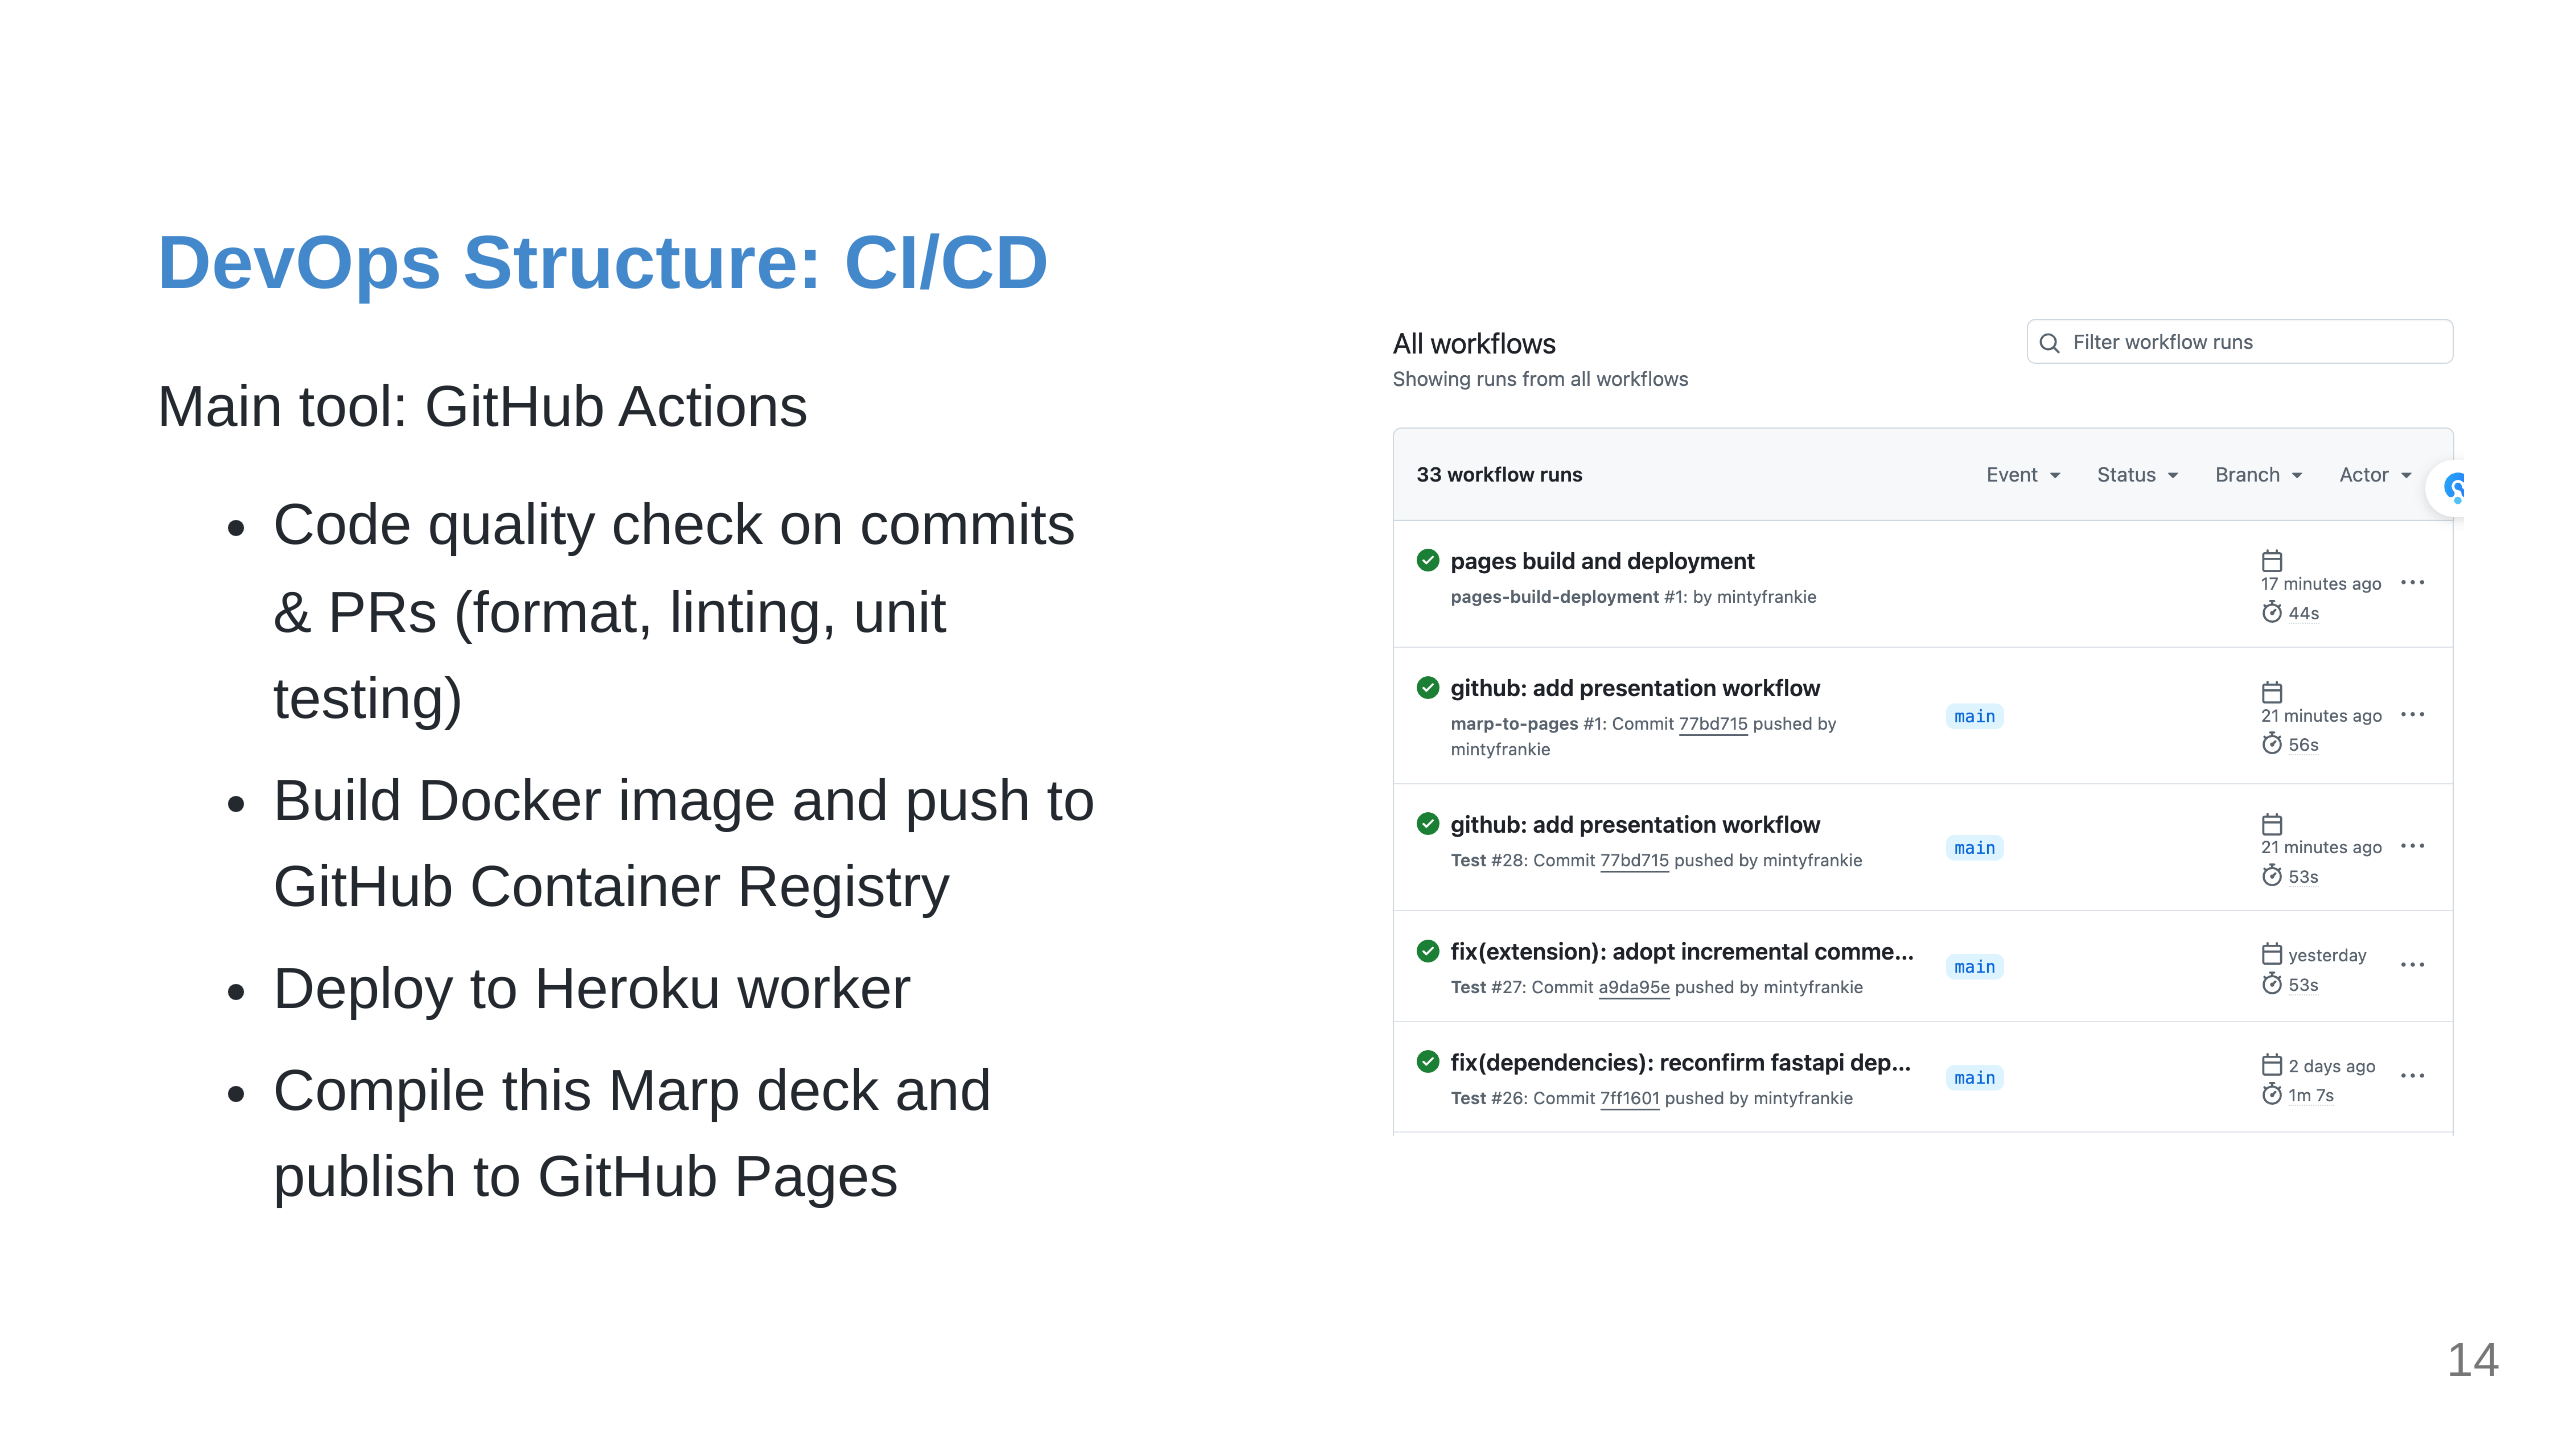 DevOps Structure: CI/CD
Main tool: GitHub Actions
• Code quality check on commits
& PRs (format, linting, unit
testing)
• Build Docker image and push to
GitHub Container Registry
• Deploy to Heroku worker
• Compile this Marp deck and
publish to GitHub Pages
All workflows
Showing runs from all workflows
Filter workflow runs
33 workflow runs
Event Status Branch Actor
pages build and deployment
pages-build-deployment #1: by mintyfrankie
17 minutes ago
44s
github: add presentation workflow
marp-to-pages #1: Commit 77bd715 pushed by
mintyfrankie
main
21 minutes ago
56s
github: add presentation workflow
Test #28: Commit 77bd715 pushed by mintyfrankie
main
21 minutes ago
53s
fix(extension): adopt incremental comme...
Test #27: Commit a9da95e pushed by mintyfrankie
main
yesterday
53s
fix(dependencies): reconfirm fastapi dep...
Test #26: Commit 7ff1601 pushed by mintyfrankie
main
2 days ago
1m 7s
14